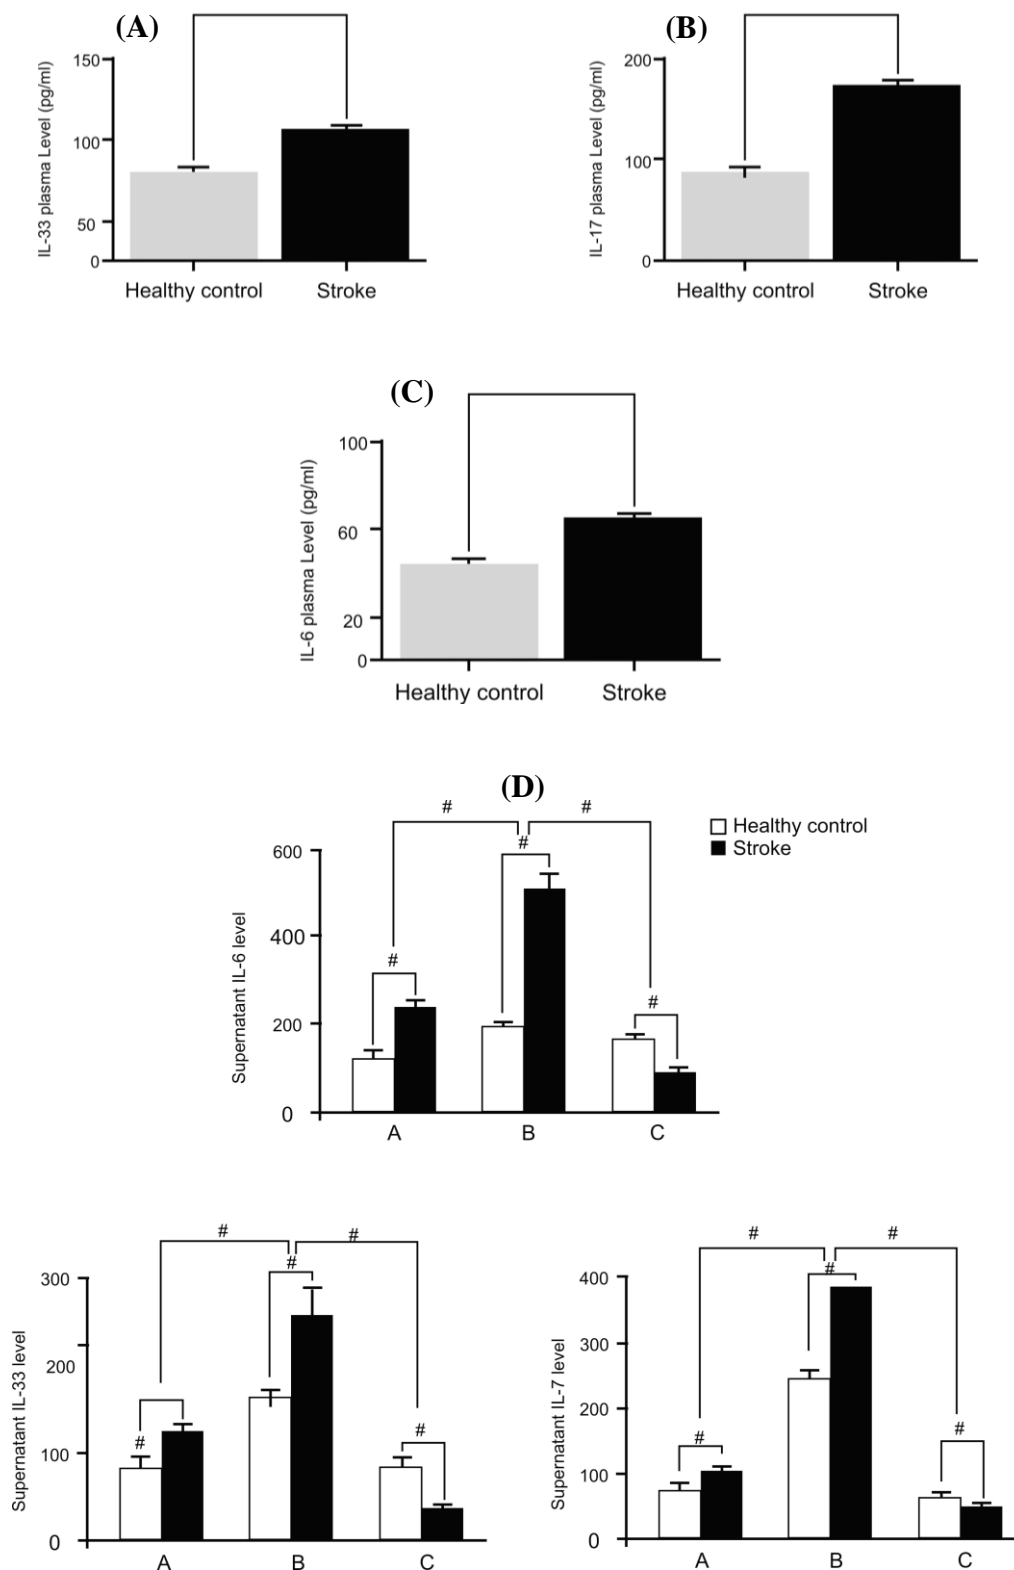 (A)
IL-33 plasma Level (pg/ml)
150
100
50
0
Healthy control
Stroke
(B)
IL-17 plasma Level (pg/ml)
200
100
0
Healthy control
Stroke
(C)
IL-6 plasma Level (pg/ml)
100
60
20
0
Healthy control
Stroke
(D)
Healthy control
Stroke
Supernatant IL-6 level
600
400
200
0
# #
#
#
#
A B C
Supernatant IL-33 level
300
200
100
0
# #
#
#
#
A B C
Supernatant IL-7 level
400
300
200
100
0
# #
#
#
#
A B C